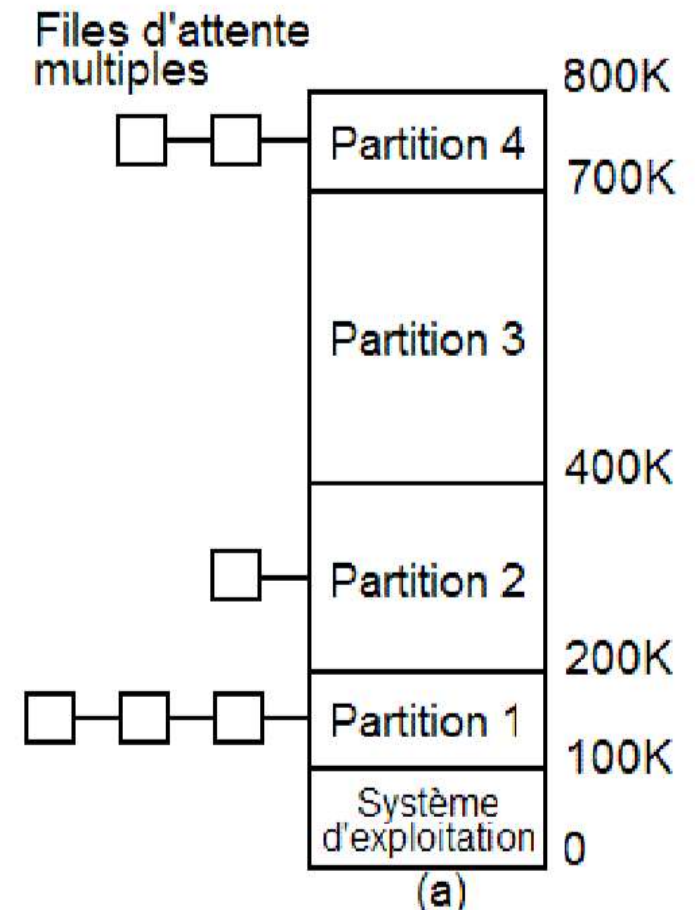 Files d'attente
multiples
800K
Partition 4
700K
Partition 3
400K
Partition 2
200K
Partition 1
100K
Système
d'exploitation
0
(a)